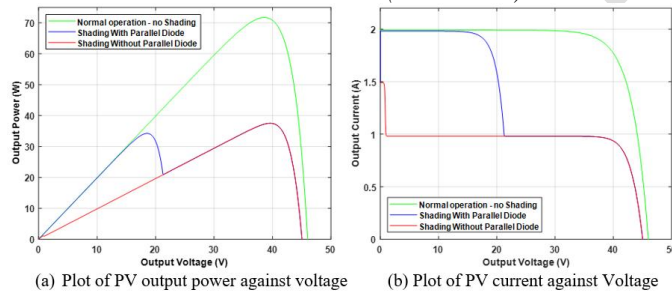 Normal operation - no Shading
Shading With Parallel Diode
Shading Without Parallel Diode
Output Power (W)
70
60
50
40
30
20
10
0
0 10 20 30 40 50
Output Voltage (V)
(a) Plot of PV output power against voltage
Output Current (A)
2
1.5
1
0.5
0
0 10 20 30 40 50
Normal operation - no Shading
Shading With Parallel Diode
Shading Without Parallel Diode
Output Voltage (V)
(b) Plot of PV current against Voltage